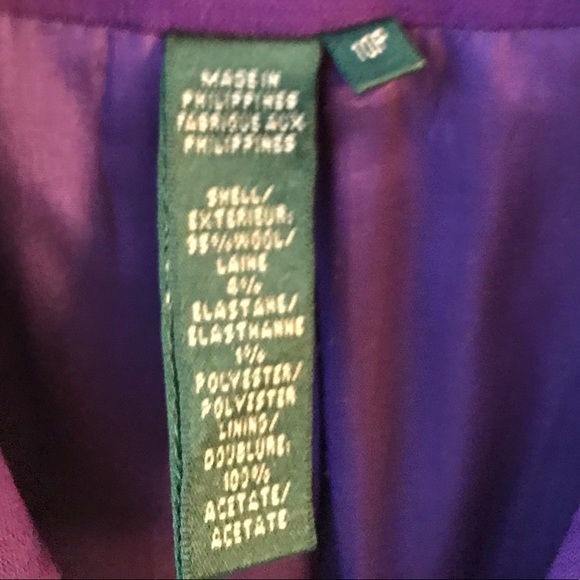 MADE IN
PHILIPPINES
FABRIQUE AUX
PHILIPPINES
SHELL/
EXTERIEUR:
95% WOOL/
LAINE
4%
ELASTANE/
ELASTHANNE
1%
POLYESTER/
POLYESTER
LINING/
DOUBLURE:
100%
ACETATE/
ACETATE
10P